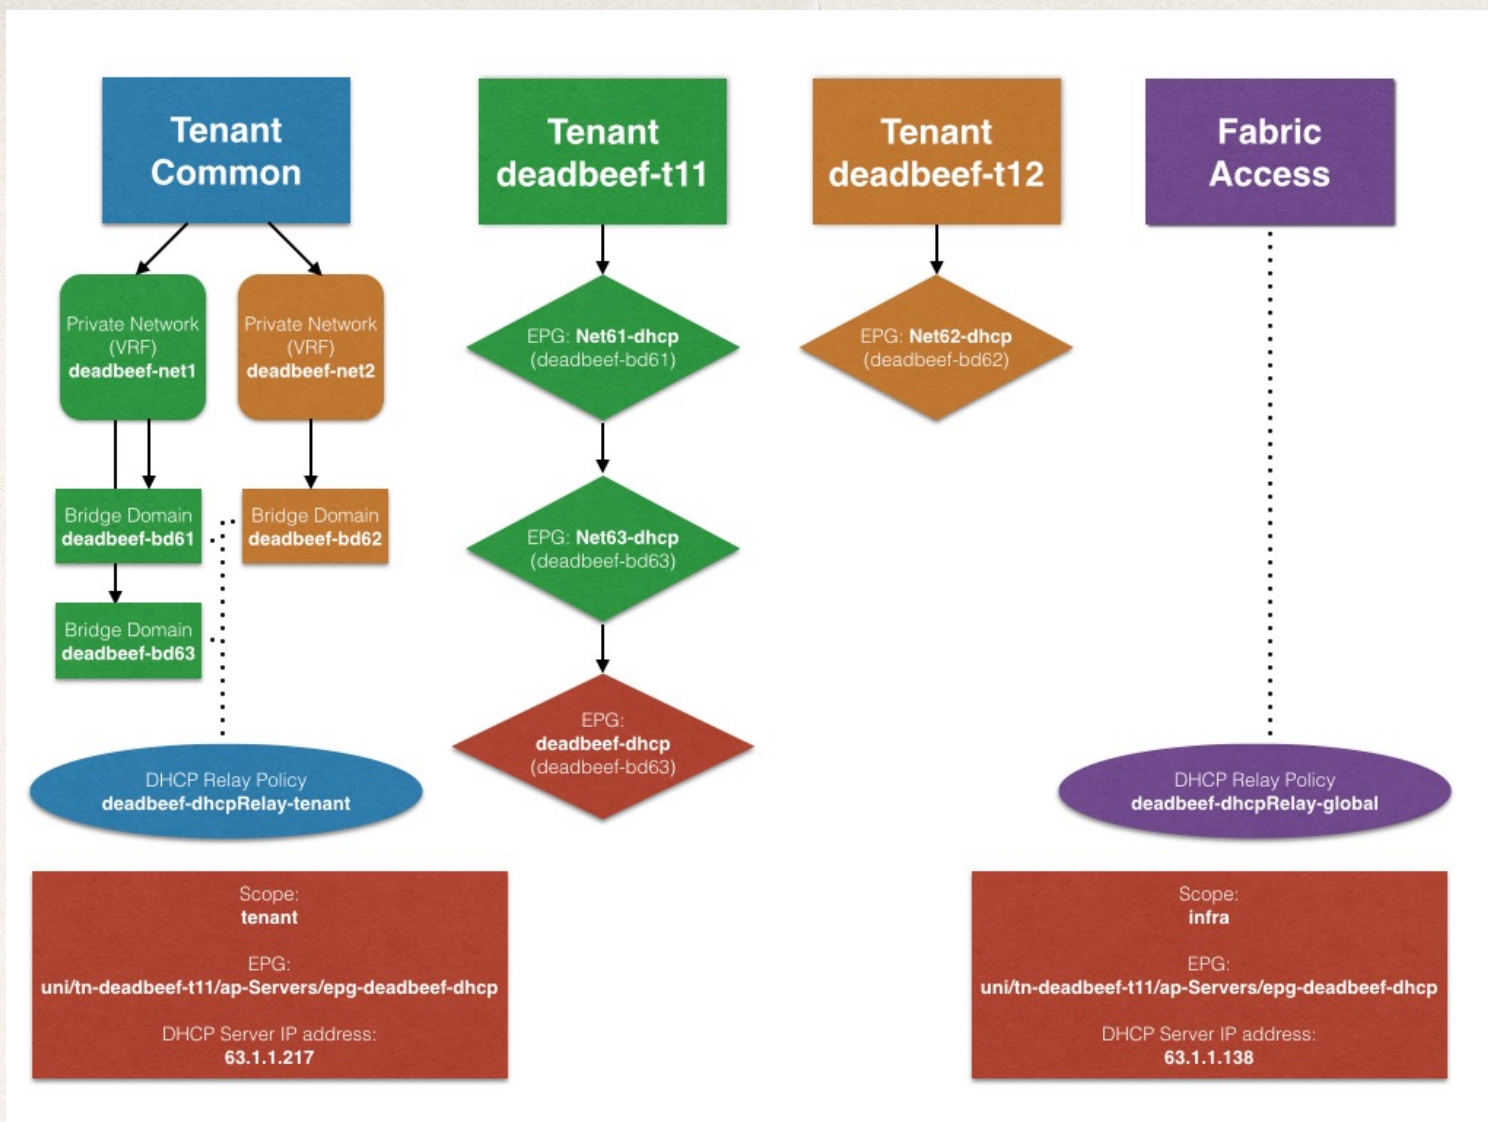 Tenant
Common
Tenant
deadbeef-t11
Tenant
deadbeef-t12
Fabric
Access
Private Network
(VRF)
deadbeef-net1
Private Network
(VRF)
deadbeef-net2
EPG: Net61-dhcp
(deadbeef-bd61)
EPG: Net62-dhcp
(deadbeef-bd62)
Bridge Domain
deadbeef-bd61
Bridge Domain
deadbeef-bd62
EPG: Net63-dhcp
(deadbeef-bd63)
Bridge Domain
deadbeef-bd63
EPG:
deadbeef-dhcp
(deadbeef-bd63)
DHCP Relay Policy
deadbeef-dhcpRelay-tenant
DHCP Relay Policy
deadbeef-dhcpRelay-global
Scope:
tenant
EPG:
uni/tn-deadbeef-t11/ap-Servers/epg-deadbeef-dhcp
DHCP Server IP address:
63.1.1.217
Scope:
infra
EPG:
uni/tn-deadbeef-t11/ap-Servers/epg-deadbeef-dhcp
DHCP Server IP address:
63.1.1.138